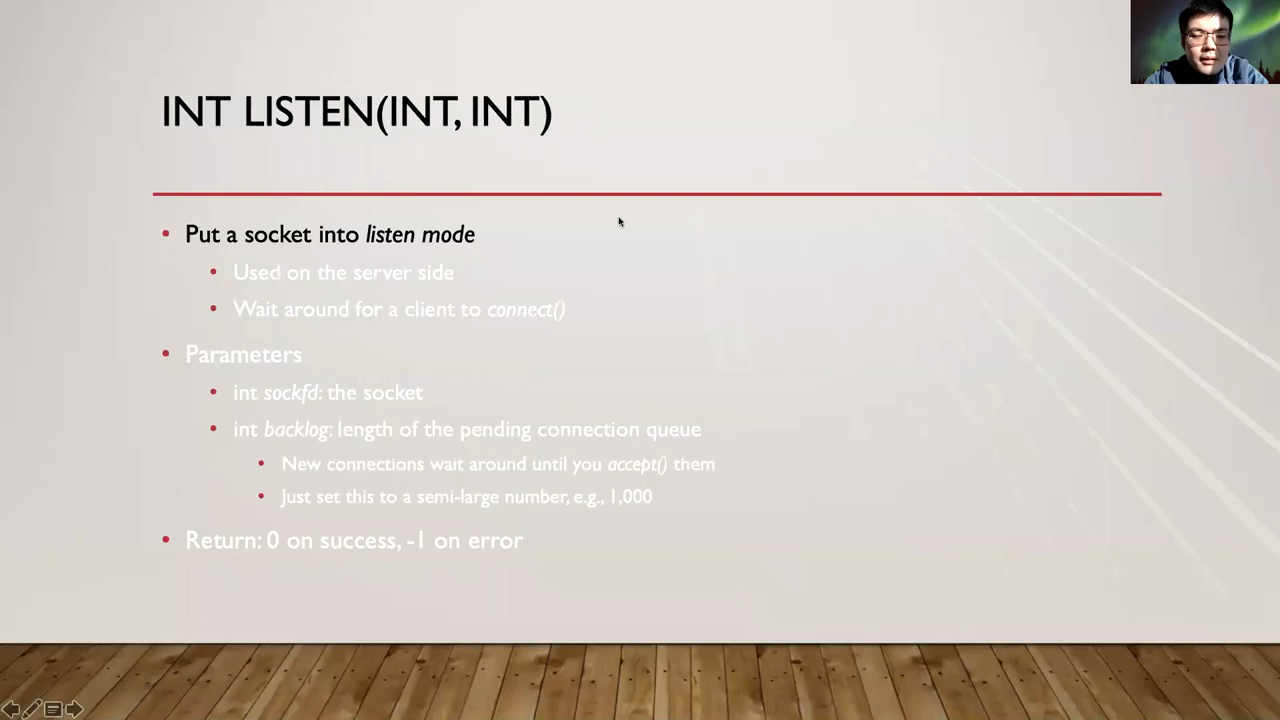 INT LISTEN(INT, INT)
• Put a socket into listen mode
• Used on the server side
• Wait around for a client to connect()
• Parameters
• int sockfd: the socket
• int backlog: length of the pending connection queue
• New connections wait around until you accept() them
• Just set this to a semi-large number, e.g., 1,000
• Return: 0 on success, -1 on error